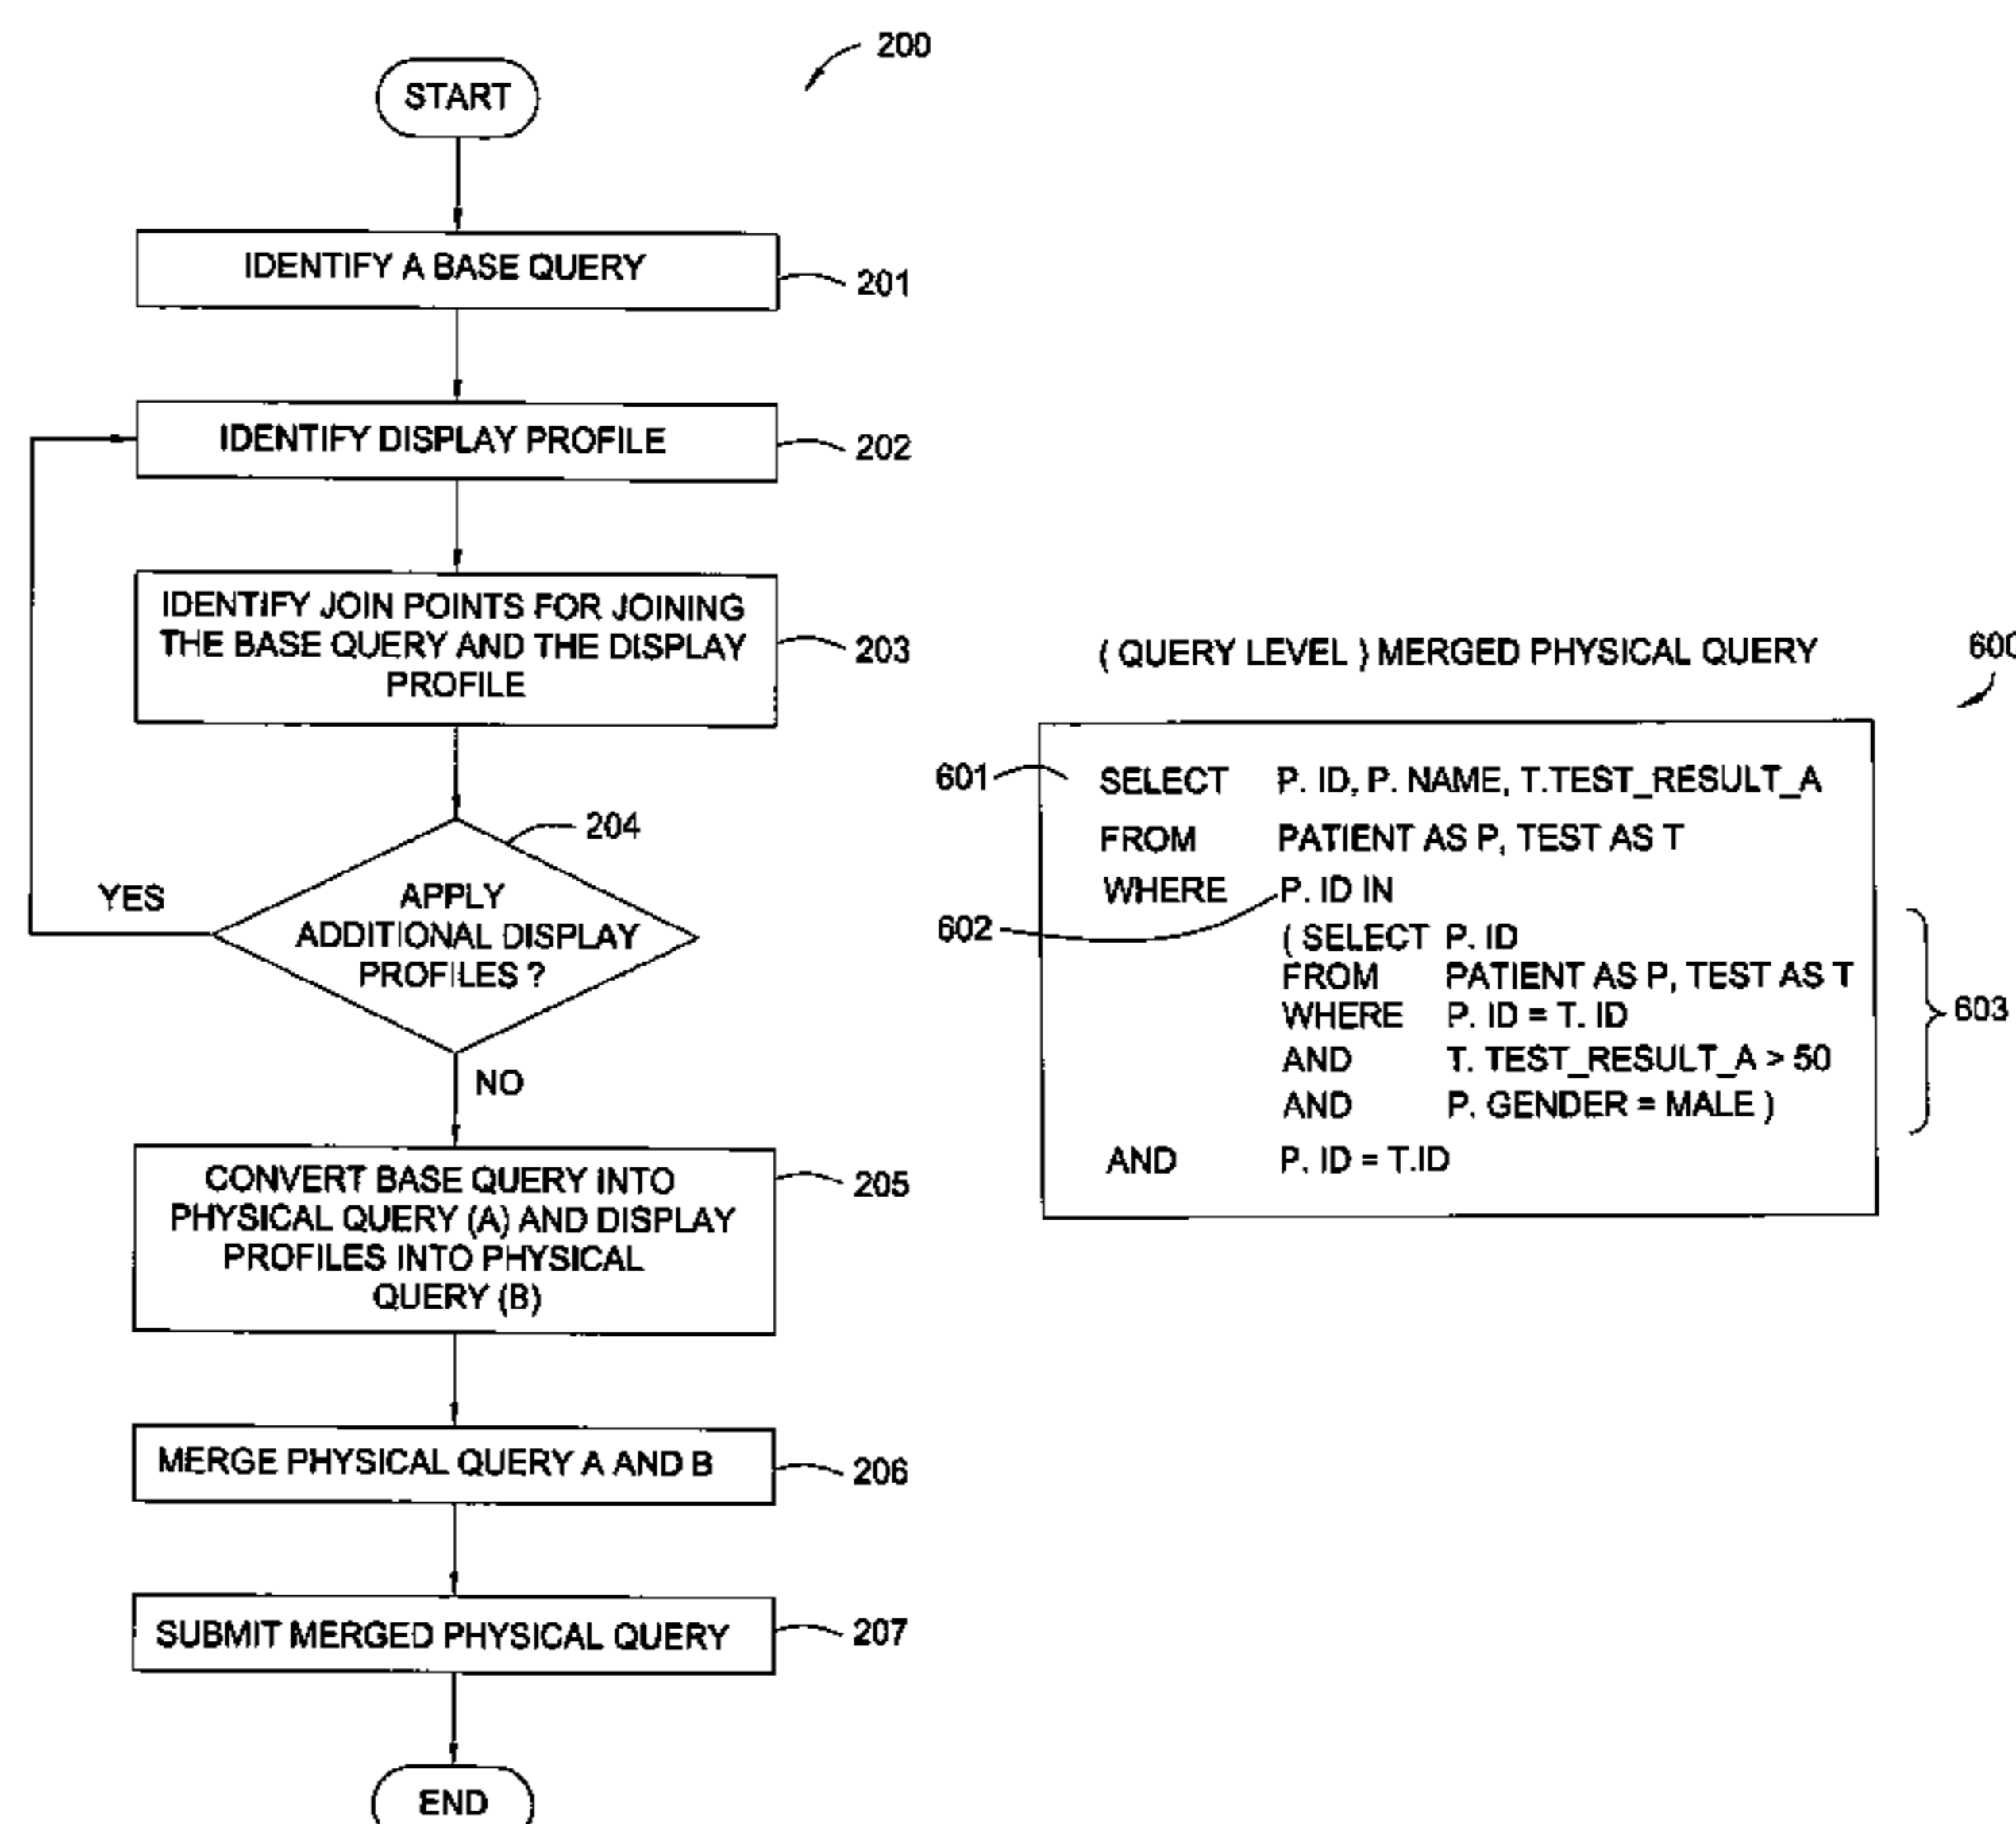 200
START
IDENTIFY A BASE QUERY
201
IDENTIFY DISPLAY PROFILE
202
IDENTIFY JOIN POINTS FOR JOINING
THE BASE QUERY AND THE DISPLAY
PROFILE
203
204
APPLY
ADDITIONAL DISPLAY
PROFILES ?
YES
NO
CONVERT BASE QUERY INTO
PHYSICAL QUERY (A) AND DISPLAY
PROFILES INTO PHYSICAL
QUERY (B)
205
MERGE PHYSICAL QUERY A AND B
206
SUBMIT MERGED PHYSICAL QUERY
207
END
( QUERY LEVEL ) MERGED PHYSICAL QUERY
600
601
SELECT P. ID, P. NAME, T.TEST_RESULT_A
FROM PATIENT AS P, TEST AS T
WHERE P. ID IN
602
( SELECT P. ID
FROM PATIENT AS P, TEST AS T
WHERE P. ID = T. ID
AND T. TEST_RESULT_A > 50
AND P. GENDER = MALE )
603
AND P. ID = T.ID